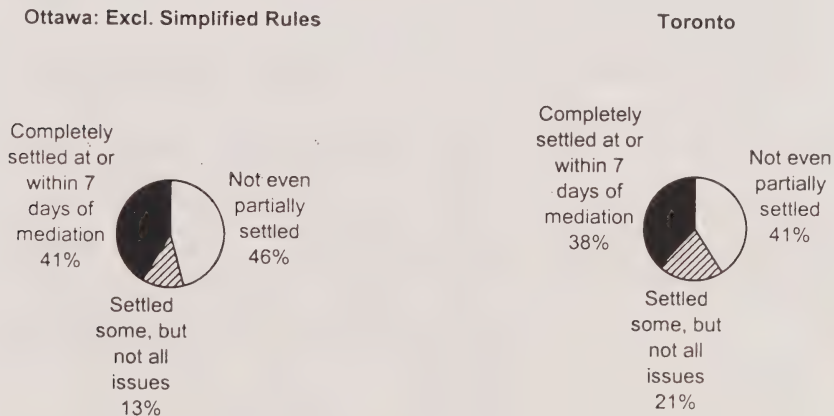 Ottawa: Excl. Simplified Rules
Completely
settled at or
within 7
days of
mediation
41%
Not even
partially
settled
46%
Settled
some, but
not all
issues
13%
Toronto
Completely
settled at or
within 7
days of
mediation
38%
Not even
partially
settled
41%
Settled
some, but
not all
issues
21%